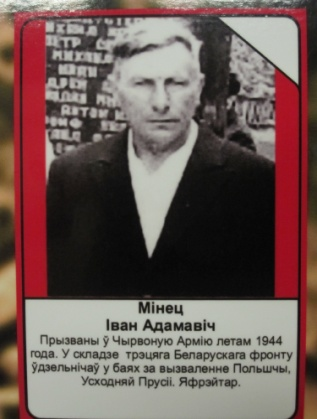 Мінец
Іван Адамавіч
Прызваны ў Чырвоную Армію летам 1944
года. У складзе трэцяга Беларускага фронту
ўдзельнічаў у баях за вызваленне Польшчы,
Усходняй Прусіі. Яфрэйтар.